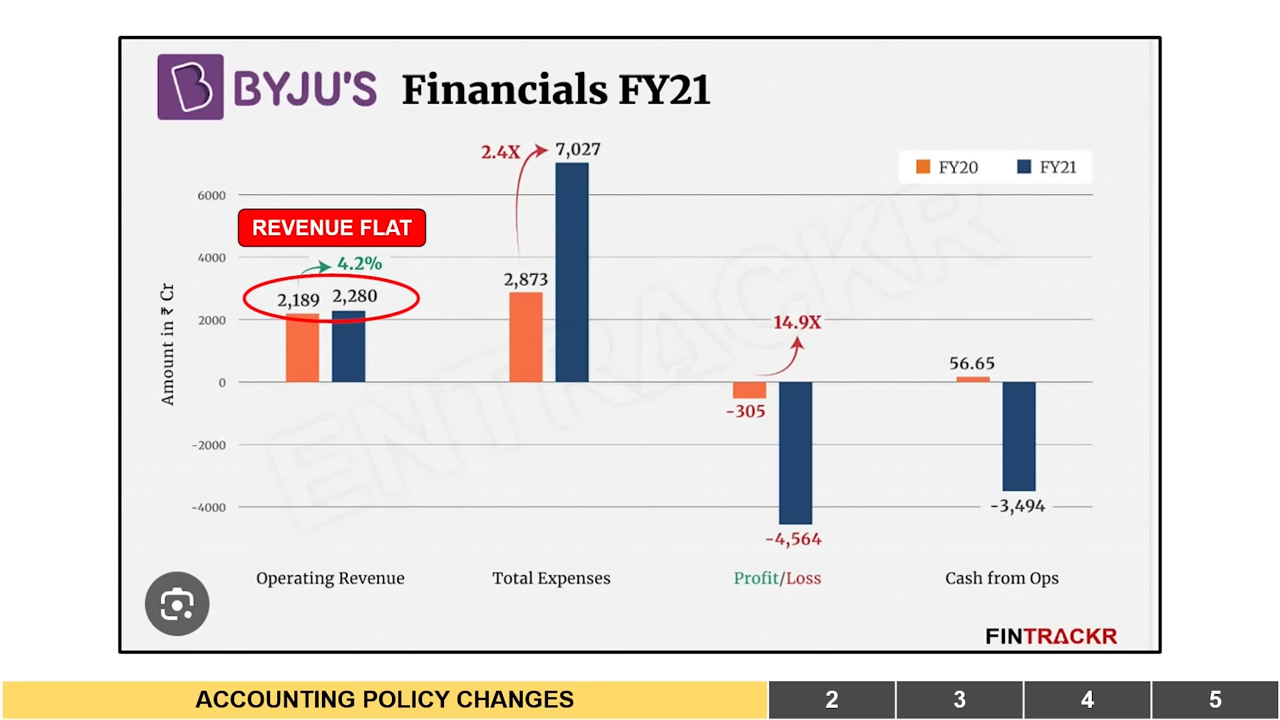 BYJU'S Financials FY21
FY20 FY21
Amount in ₹ Cr
6000
4000
2000
0
-2000
-4000
REVENUE FLAT
4.2%
2,189 2,280
2.4X 7,027
2,873
14.9X
-305
-4,564
56.65
-3,494
Operating Revenue Total Expenses Profit/Loss Cash from Ops
ENTRACKR
FINTRACKR
ACCOUNTING POLICY CHANGES 2 3 4 5